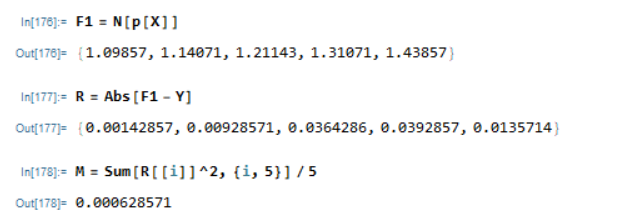 In[176]:= F1 = N[p[X]]
Out[176]= {1.09857, 1.14071, 1.21143, 1.31071, 1.43857}
In[177]:= R = Abs[F1 - Y]
Out[177]= {0.00142857, 0.00928571, 0.0364286, 0.0392857, 0.0135714}
In[178]:= M = Sum[R[[i]]^2, {i, 5}] / 5
Out[178]= 0.000628571